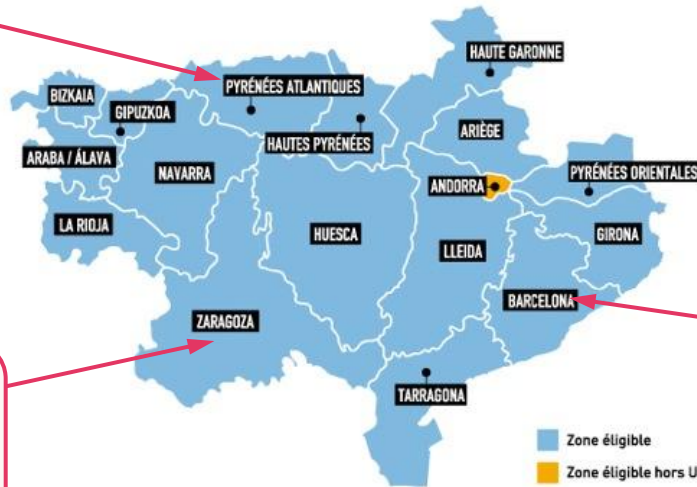 HAUTE GARONNE
PYRÉNÉES ATLANTIQUES
BIZKAIA
GIPUZKOA
ARIÈGE
HAUTES PYRÉNÉES
ARABA / ÁLAVA
NAVARRA
ANDORRA
PYRÉNÉES ORIENTALES
LA RIOJA
HUESCA
LLEIDA
GIRONA
BARCELONA
ZARAGOZA
TARRAGONA
Zone éligible
Zone éligible hors U